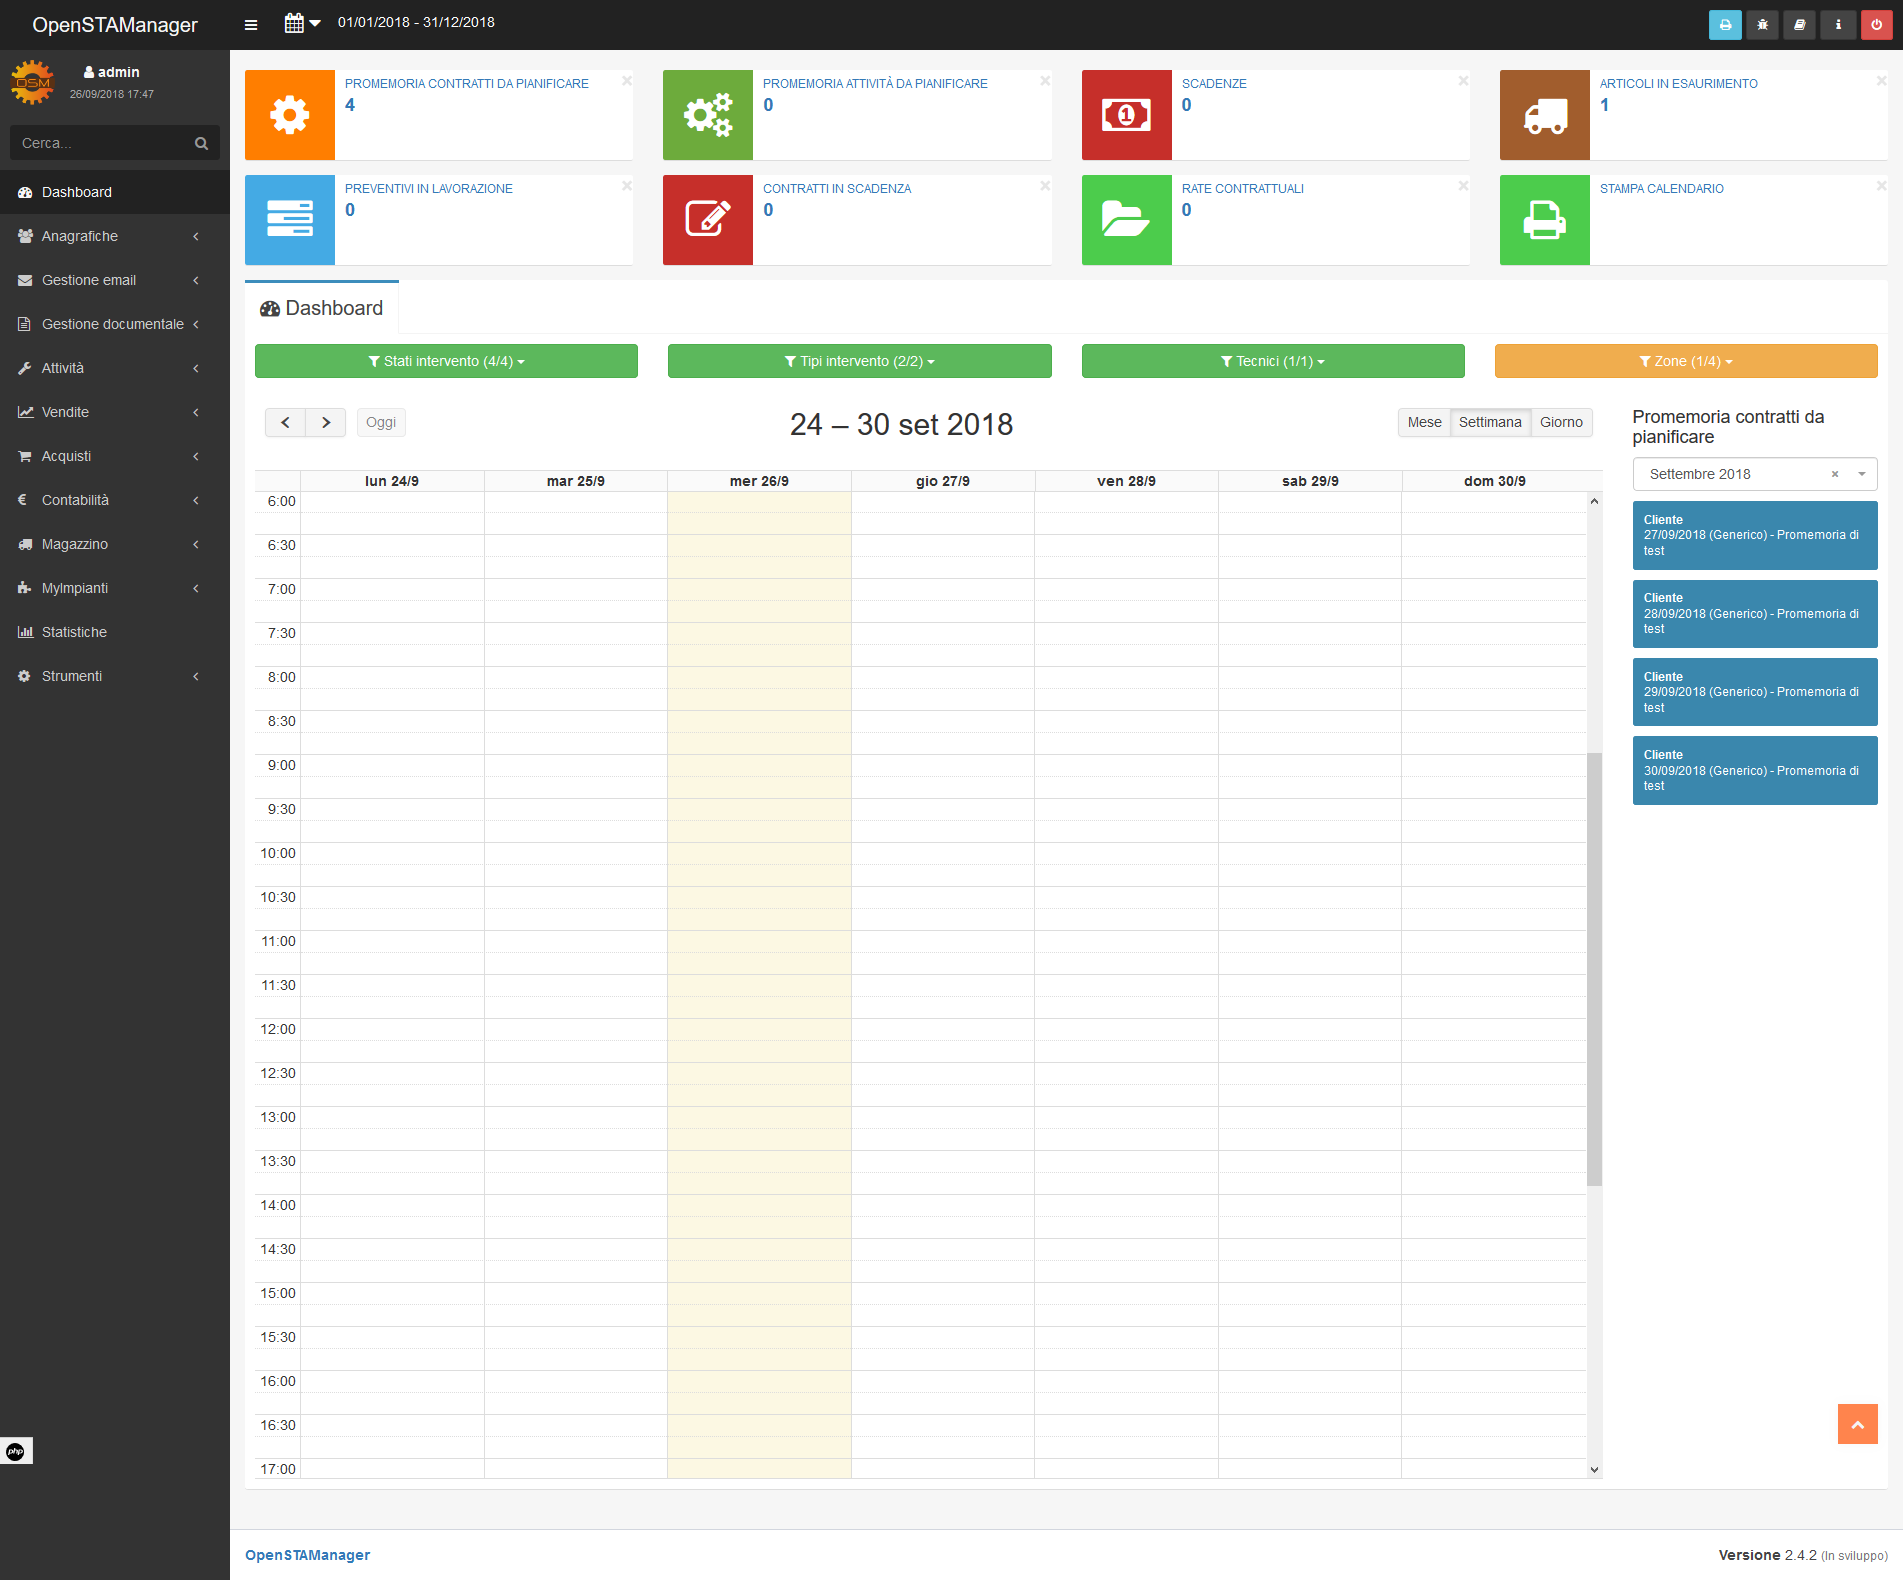 OpenSTAManager
01/01/2018 - 31/12/2018
OSM
admin
26/09/2018 17:47
Cerca...
Dashboard
Anagrafiche
Gestione email
Gestione documentale
Attività
Vendite
Acquisti
Contabilità
Magazzino
MyImpianti
Statistiche
Strumenti
php
PROMEMORIA CONTRATTI DA PIANIFICARE
4
PROMEMORIA ATTIVITÀ DA PIANIFICARE
0
SCADENZE
0
ARTICOLI IN ESAURIMENTO
1
PREVENTIVI IN LAVORAZIONE
0
CONTRATTI IN SCADENZA
0
RATE CONTRATTUALI
0
STAMPA CALENDARIO
Dashboard
Stati intervento (4/4)
Tipi intervento (2/2)
Tecnici (1/1)
Zone (1/4)
Oggi
24 – 30 set 2018
Mese Settimana Giorno
lun 24/9 mar 25/9 mer 26/9 gio 27/9 ven 28/9 sab 29/9 dom 30/9
6:00
6:30
7:00
7:30
8:00
8:30
9:00
9:30
10:00
10:30
11:00
11:30
12:00
12:30
13:00
13:30
14:00
14:30
15:00
15:30
16:00
16:30
17:00
Promemoria contratti da
pianificare
Settembre 2018
Cliente
27/09/2018 (Generico) - Promemoria di
test
Cliente
28/09/2018 (Generico) - Promemoria di
test
Cliente
29/09/2018 (Generico) - Promemoria di
test
Cliente
30/09/2018 (Generico) - Promemoria di
test
OpenSTAManager
Versione 2.4.2 (In sviluppo)